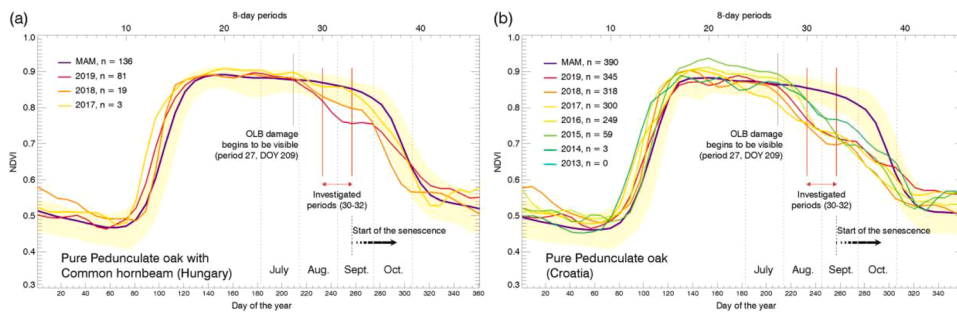 (a)
8-day periods
10 20 30 40
1.0
0.9
0.8
0.7
0.6
0.5
0.4
0.3
NDVI
MAM, n = 136
2019, n = 81
2018, n = 19
2017, n = 3
OLB damage
begins to be visible
(period 27, DOY 209)
Investigated
periods (30-32)
Start of the senescence
Pure Pedunculate oak with
Common hornbeam (Hungary)
July Aug. Sept. Oct.
20 40 60 80 100 120 140 160 180 200 220 240 260 280 300 320 340 360
Day of the year
(b)
8-day periods
10 20 30 40
1.0
0.9
0.8
0.7
0.6
0.5
0.4
0.3
NDVI
MAM, n = 390
2019, n = 345
2018, n = 318
2017, n = 300
2016, n = 249
2015, n = 59
2014, n = 3
2013, n = 0
OLB damage
begins to be visible
(period 27, DOY 209)
Investigated
periods (30-32)
Start of the senescence
Pure Pedunculate oak
(Croatia)
July Aug. Sept. Oct.
20 40 60 80 100 120 140 160 180 200 220 240 260 280 300 320 340
Day of the year